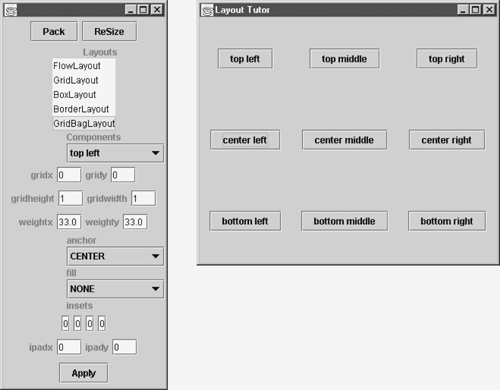 Pack ReSize
Layouts
FlowLayout
GridLayout
BoxLayout
BorderLayout
GridBagLayout
Components
top left
gridx 0 gridy 0
gridheight 1 gridwidth 1
weightx 33.0 weighty 33.0
anchor
CENTER
fill
NONE
insets
0 0 0 0
ipadx 0 ipady 0
Apply
Layout Tutor
top left top middle top right
center left center middle center right
bottom left bottom middle bottom right